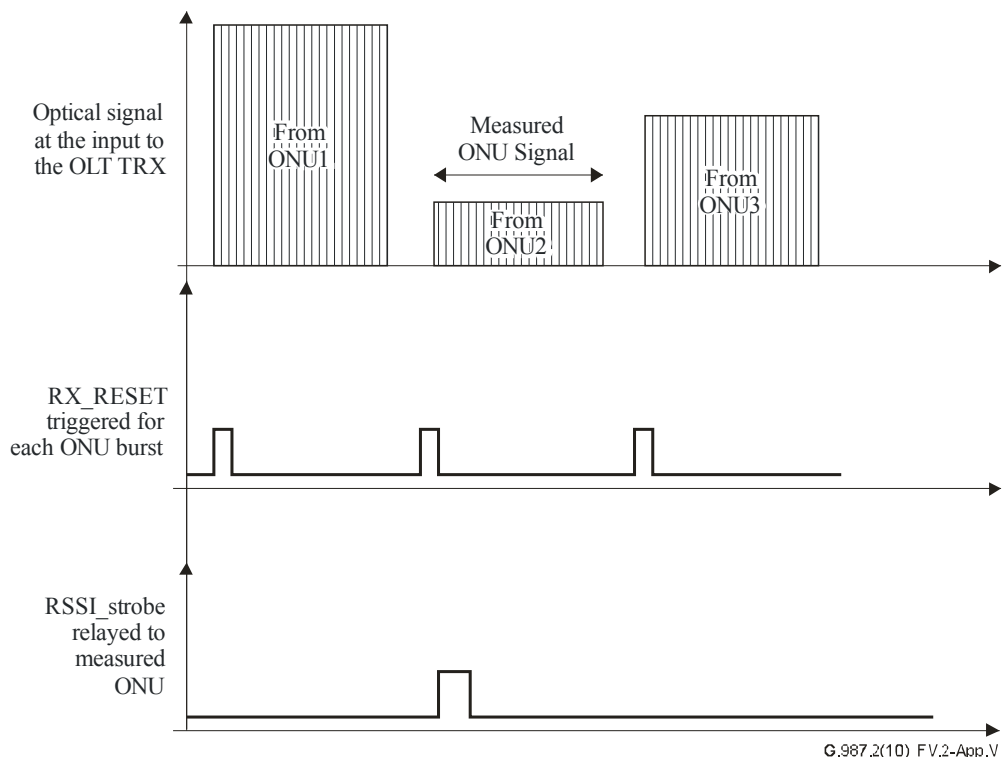 Optical signal
at the input to
the OLT TRX
From
ONU1
Measured
ONU Signal
From
ONU2
From
ONU3
RX_RESET
triggered for
each ONU burst
RSSI_strobe
relayed to
measured
ONU
G.987.2(10)_FV.2-App.V